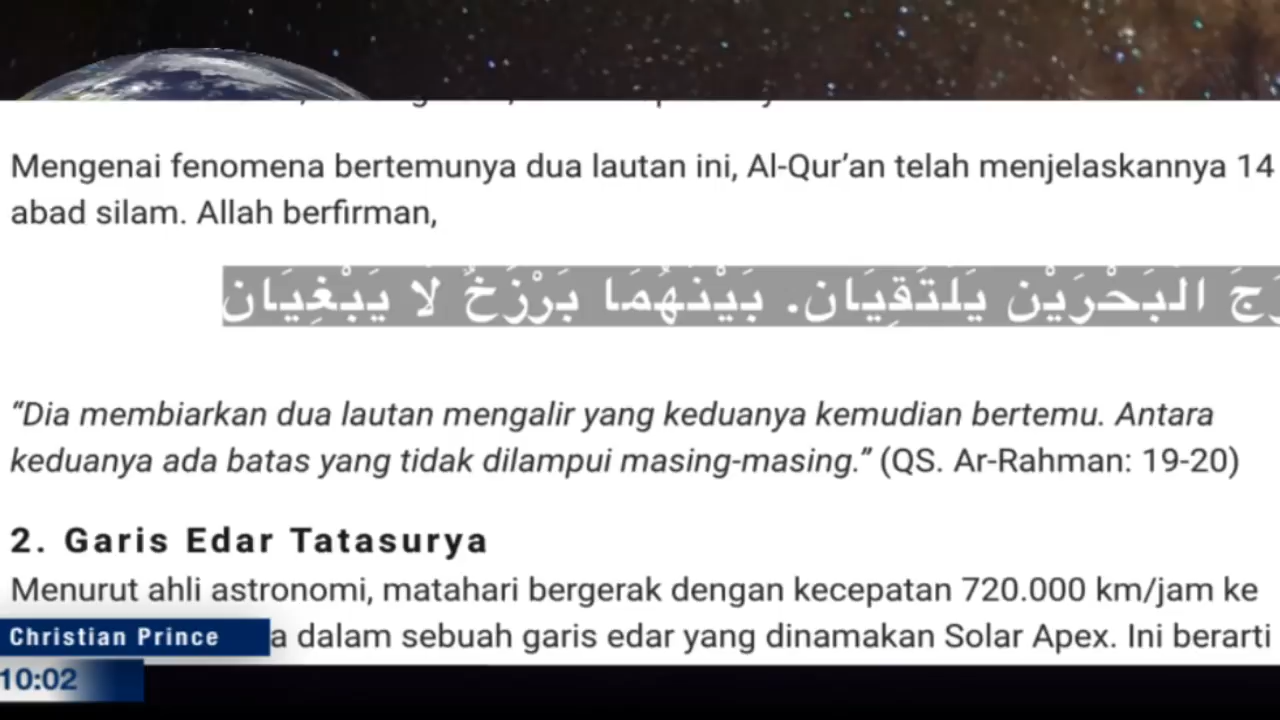 Mengenai fenomena bertemunya dua lautan ini, Al-Qur’an telah menjelaskannya 14
abad silam. Allah berfirman,
الْبَحْرَيْنِ يَلْتَقِيَانِ. بَيْنَهُمَا بَرْزَخٌ لَا يَبْغِيَانِ
“Dia membiarkan dua lautan mengalir yang keduanya kemudian bertemu. Antara
keduanya ada batas yang tidak dilampui masing-masing.” (QS. Ar-Rahman: 19-20)
2. Garis Edar Tatasurya
Menurut ahli astronomi, matahari bergerak dengan kecepatan 720.000 km/jam ke
dalam sebuah garis edar yang dinamakan Solar Apex. Ini berarti
Christian Prince
10:02